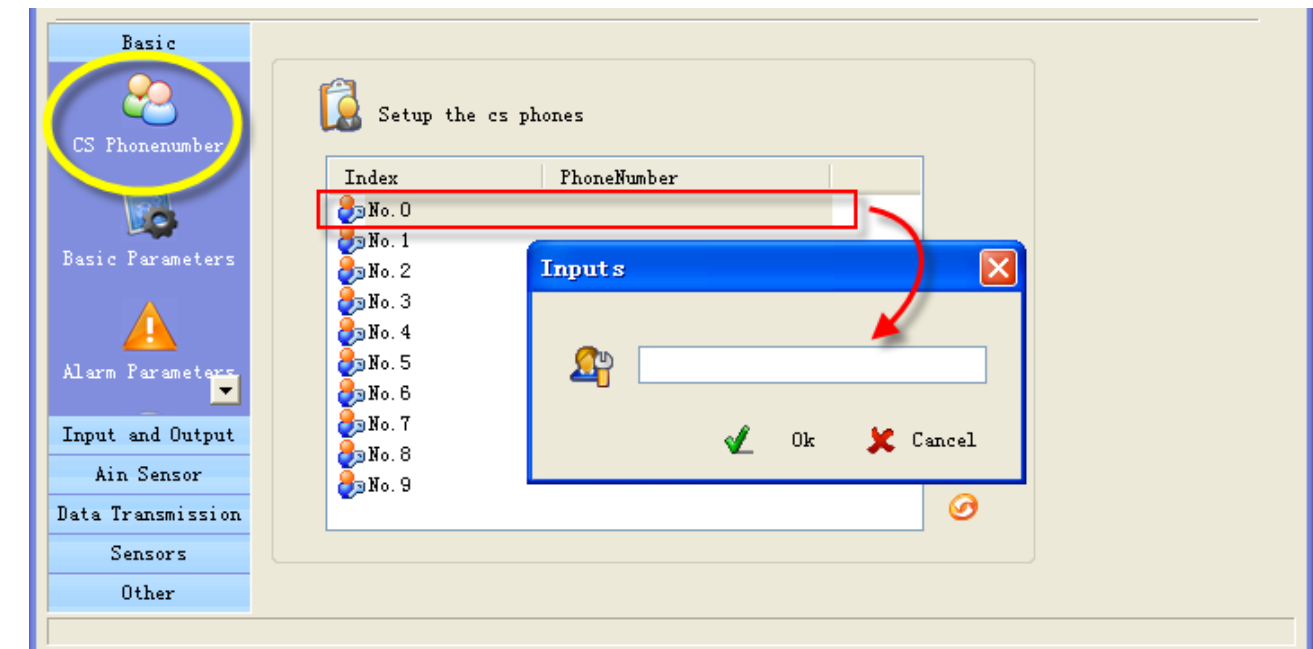 Basic
CS Phonenumber
Basic Parameters
Alarm Parameters
Input and Output
Ain Sensor
Data Transmission
Sensors
Other
Setup the cs phones
Index PhoneNumber
No.0
No.1
No.2
No.3
No.4
No.5
No.6
No.7
No.8
No.9
Inputs
Ok Cancel